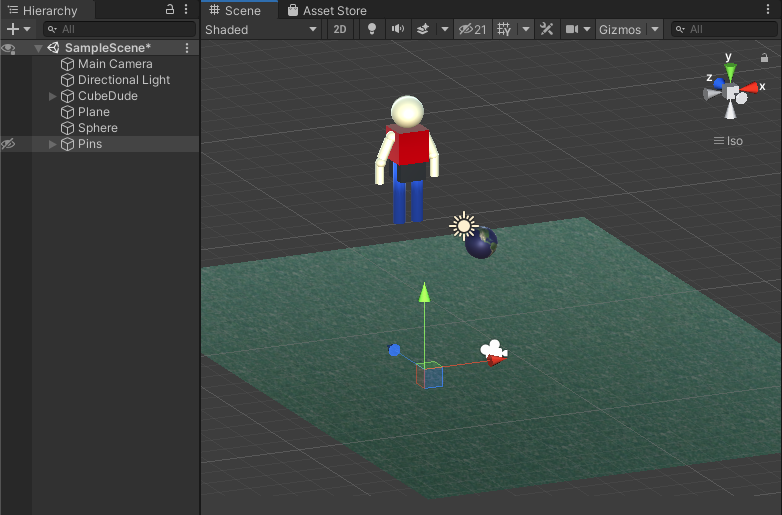 Hierarchy
All
SampleScene*
Main Camera
Directional Light
CubeDude
Plane
Sphere
Pins
Scene
Asset Store
Shaded
2D
21
Gizmos
All
y
z
x
Iso